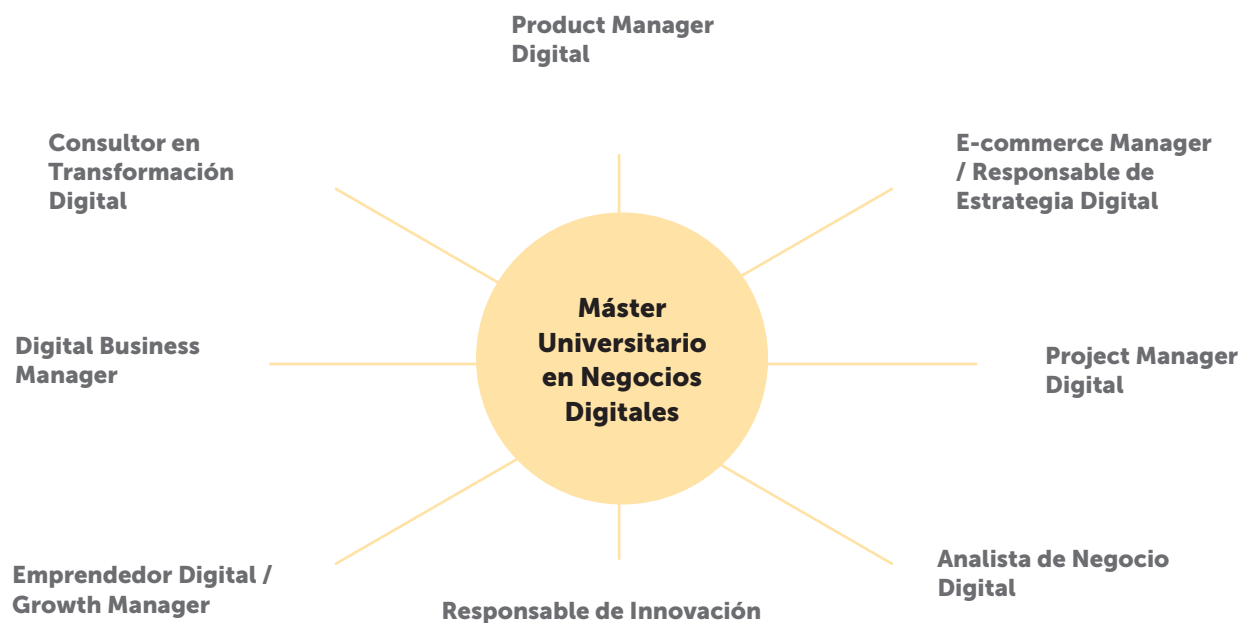 Product Manager
Digital
Consultor en
Transformación
Digital
E-commerce Manager
/ Responsable de
Estrategia Digital
Máster
Universitario
en Negocios
Digitales
Digital Business
Manager
Project Manager
Digital
Emprendedor Digital /
Growth Manager
Responsable de Innovación
Analista de Negocio
Digital